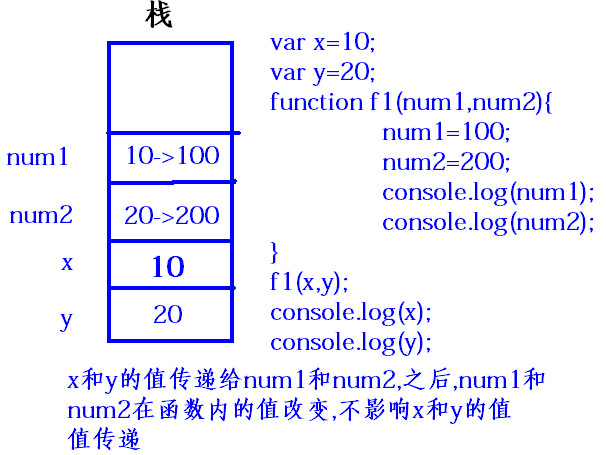 栈
var x=10;
var y=20;
function f1(num1,num2){
num1=100;
num2=200;
console.log(num1);
console.log(num2);
}
f1(x,y);
console.log(x);
console.log(y);
num1 10->100
num2 20->200
x 10
y 20
x和y的值传递给num1和num2,之后,num1和
num2在函数内的值改变,不影响x和y的值
值传递